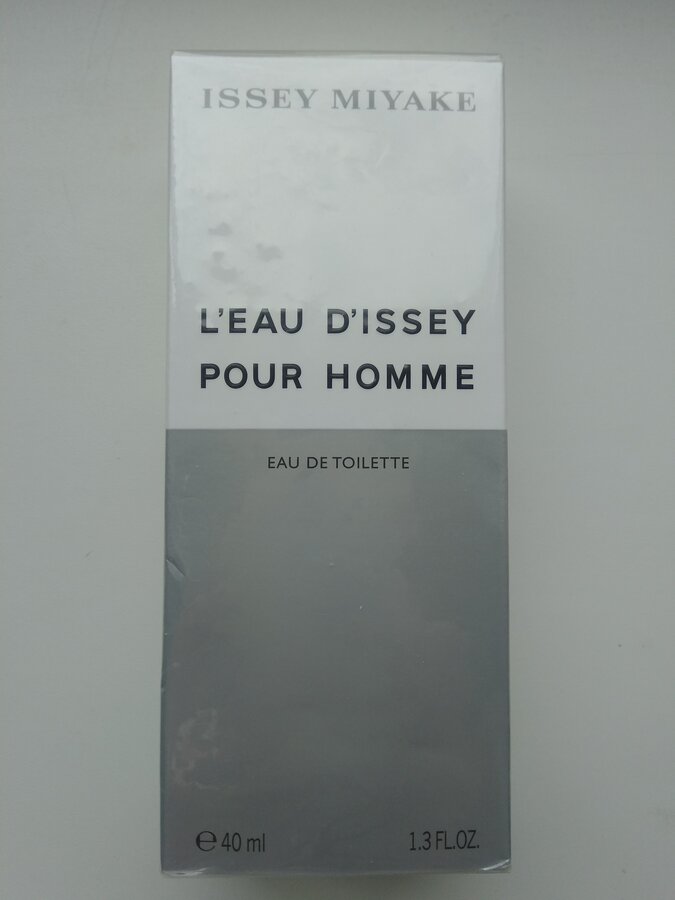 ISSEY MIYAKE
L'EAU D'ISSEY
POUR HOMME
EAU DE TOILETTE
℮ 40 ml 1.3 FL.OZ.